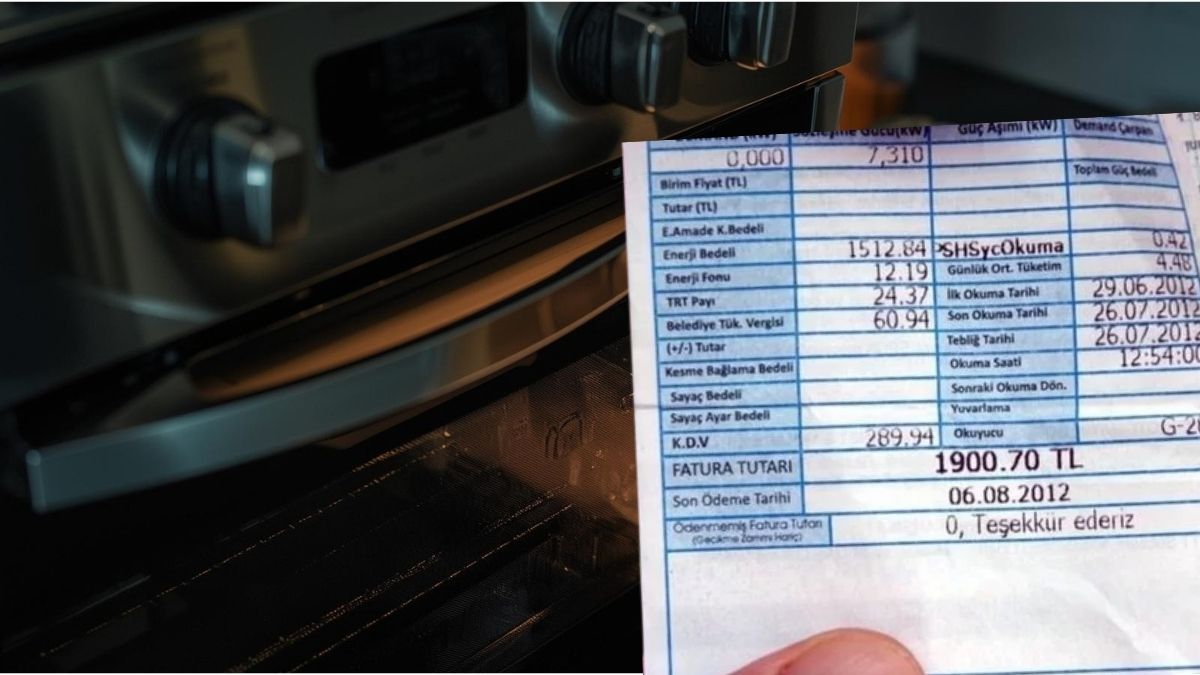 Sözleşme Gücü(kW) Güç Aşımı (kW) Demand Çarpan
0,000 7,310
Birim Fiyat (TL) Toplam Güç Bedeli
Tutar (TL)
E.Amade K.Bedeli
Enerji Bedeli 1512.84 *SHSycOkuma 0.42
Enerji Fonu 12.19 Günlük Ort. Tüketim 4.48
TRT Payı 24.37 İlk Okuma Tarihi 29.06.2012
Belediye Tük. Vergisi 60.94 Son Okuma Tarihi 26.07.2012
(+/-) Tutar Tebliğ Tarihi 26.07.2012
Kesme Bağlama Bedeli Okuma Saati 12:54:00
Sayaç Bedeli Sonraki Okuma Dön.
Sayaç Ayar Bedeli Yuvarlama
K.D.V 289.94 Okuyucu
FATURA TUTARI 1900.70 TL
Son Ödeme Tarihi 06.08.2012
Ödenmemiş Fatura Tutarı 0, Teşekkür ederiz
(Gecikme Zammı Hariç)